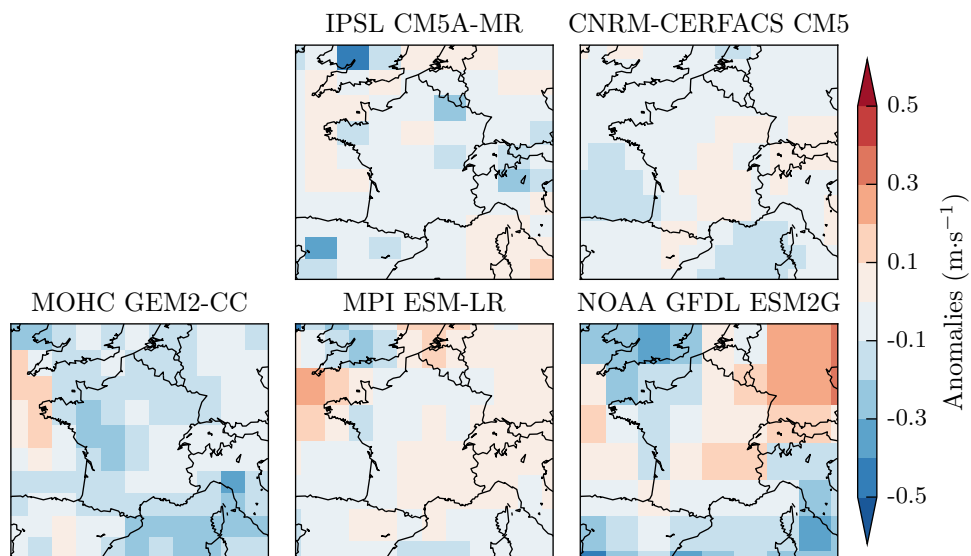 IPSL CM5A-MR
CNRM-CERFACS CM5
MOHC GEM2-CC
MPI ESM-LR
NOAA GFDL ESM2G
0.5
0.3
0.1
-0.1
-0.3
-0.5
Anomalies (m·s⁻¹)